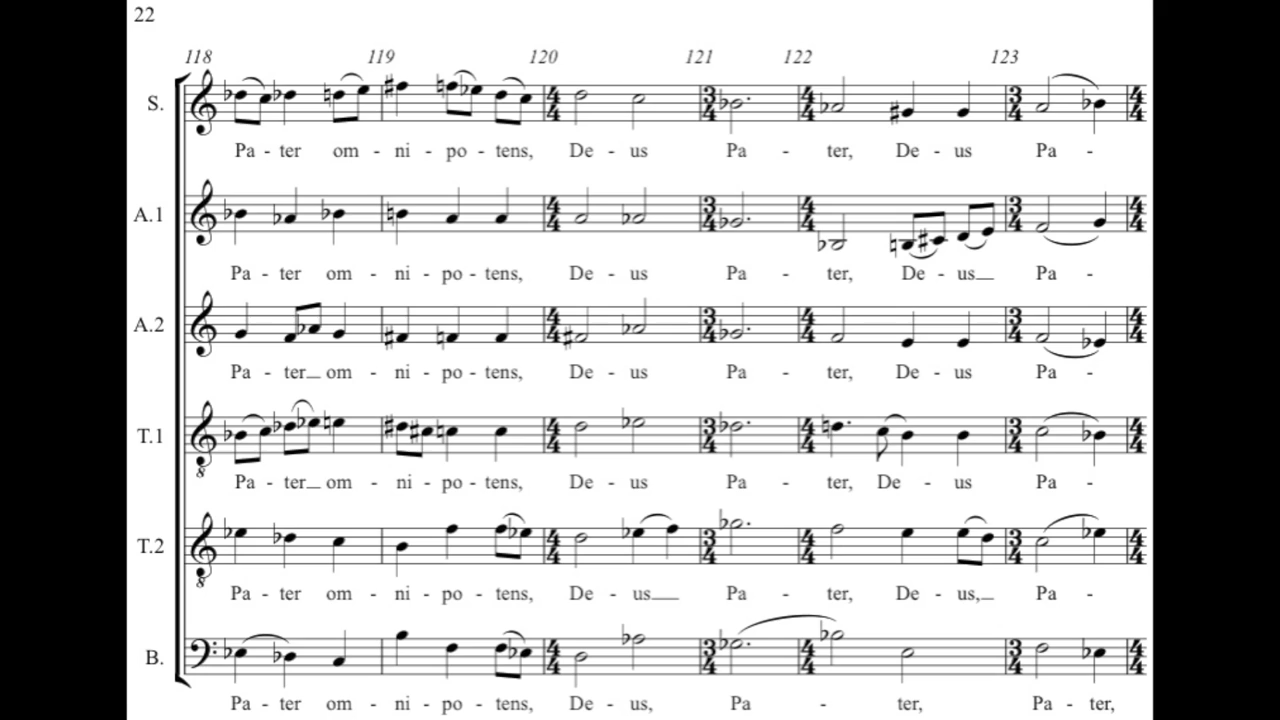 22
118 119 120 121 122 123
S.
Pa - ter om - ni - po - tens, De - us Pa - ter, De - us Pa -
A.1
Pa - ter om - ni - po - tens, De - us Pa - ter, De - us Pa -
A.2
Pa - ter om - ni - po - tens, De - us Pa - ter, De - us Pa -
T.1
8
Pa - ter om - ni - po - tens, De - us Pa - ter, De - us Pa -
T.2
8
Pa - ter om - ni - po - tens, De - us Pa - ter, De - us, Pa -
B.
Pa - ter om - ni - po - tens, De - us, Pa - ter, Pa - ter,